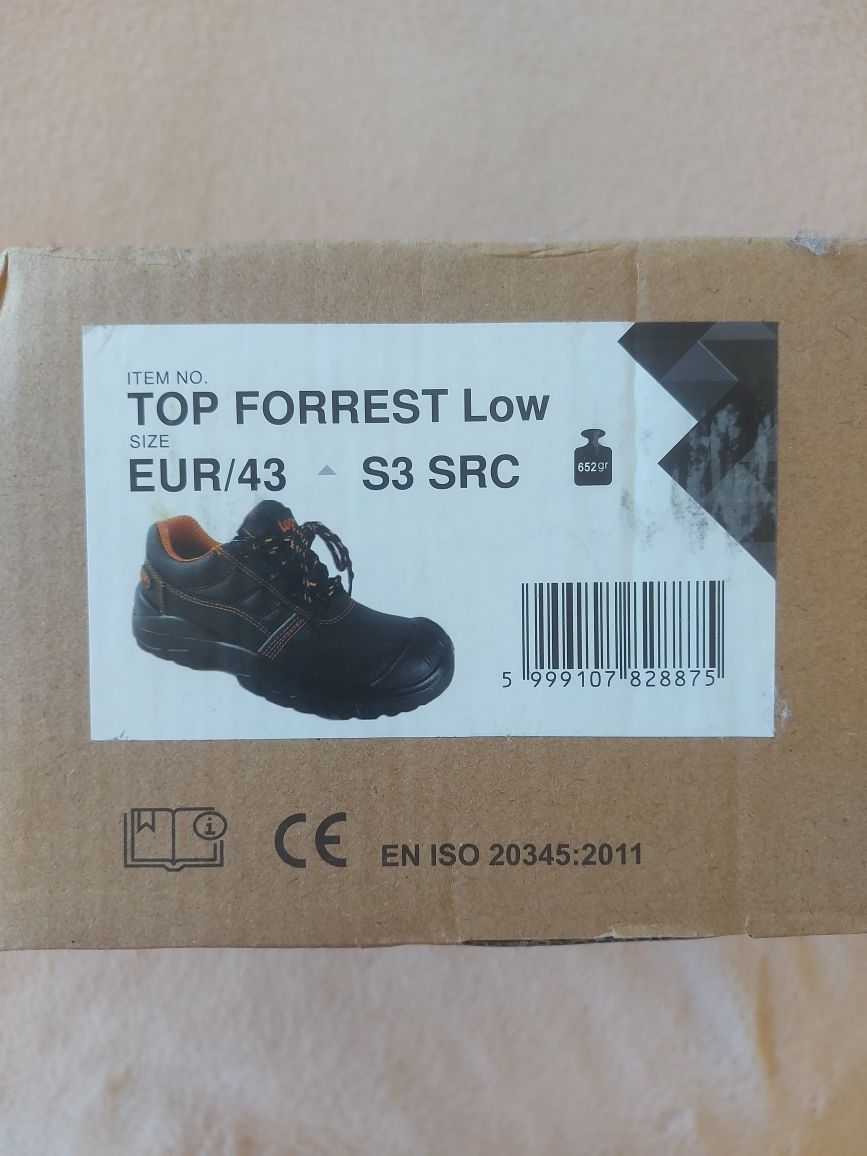 ITEM NO.
TOP FORREST Low
SIZE
EUR/43 S3 SRC
652gr
5 999107 828875
CE EN ISO 20345:2011